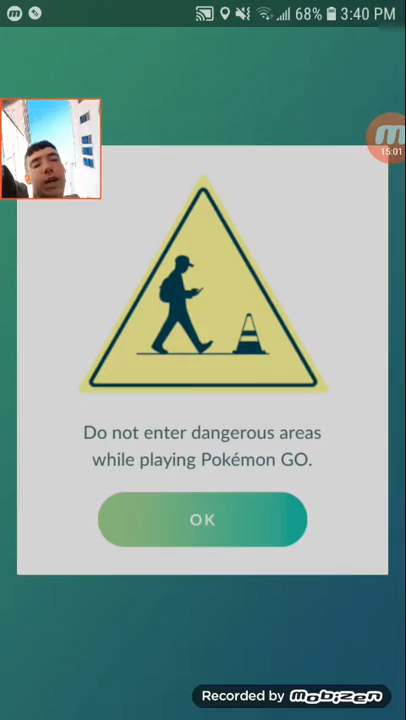 68% 3:40 PM
15:01
Do not enter dangerous areas
while playing Pokémon GO.
OK
Recorded by mobizen